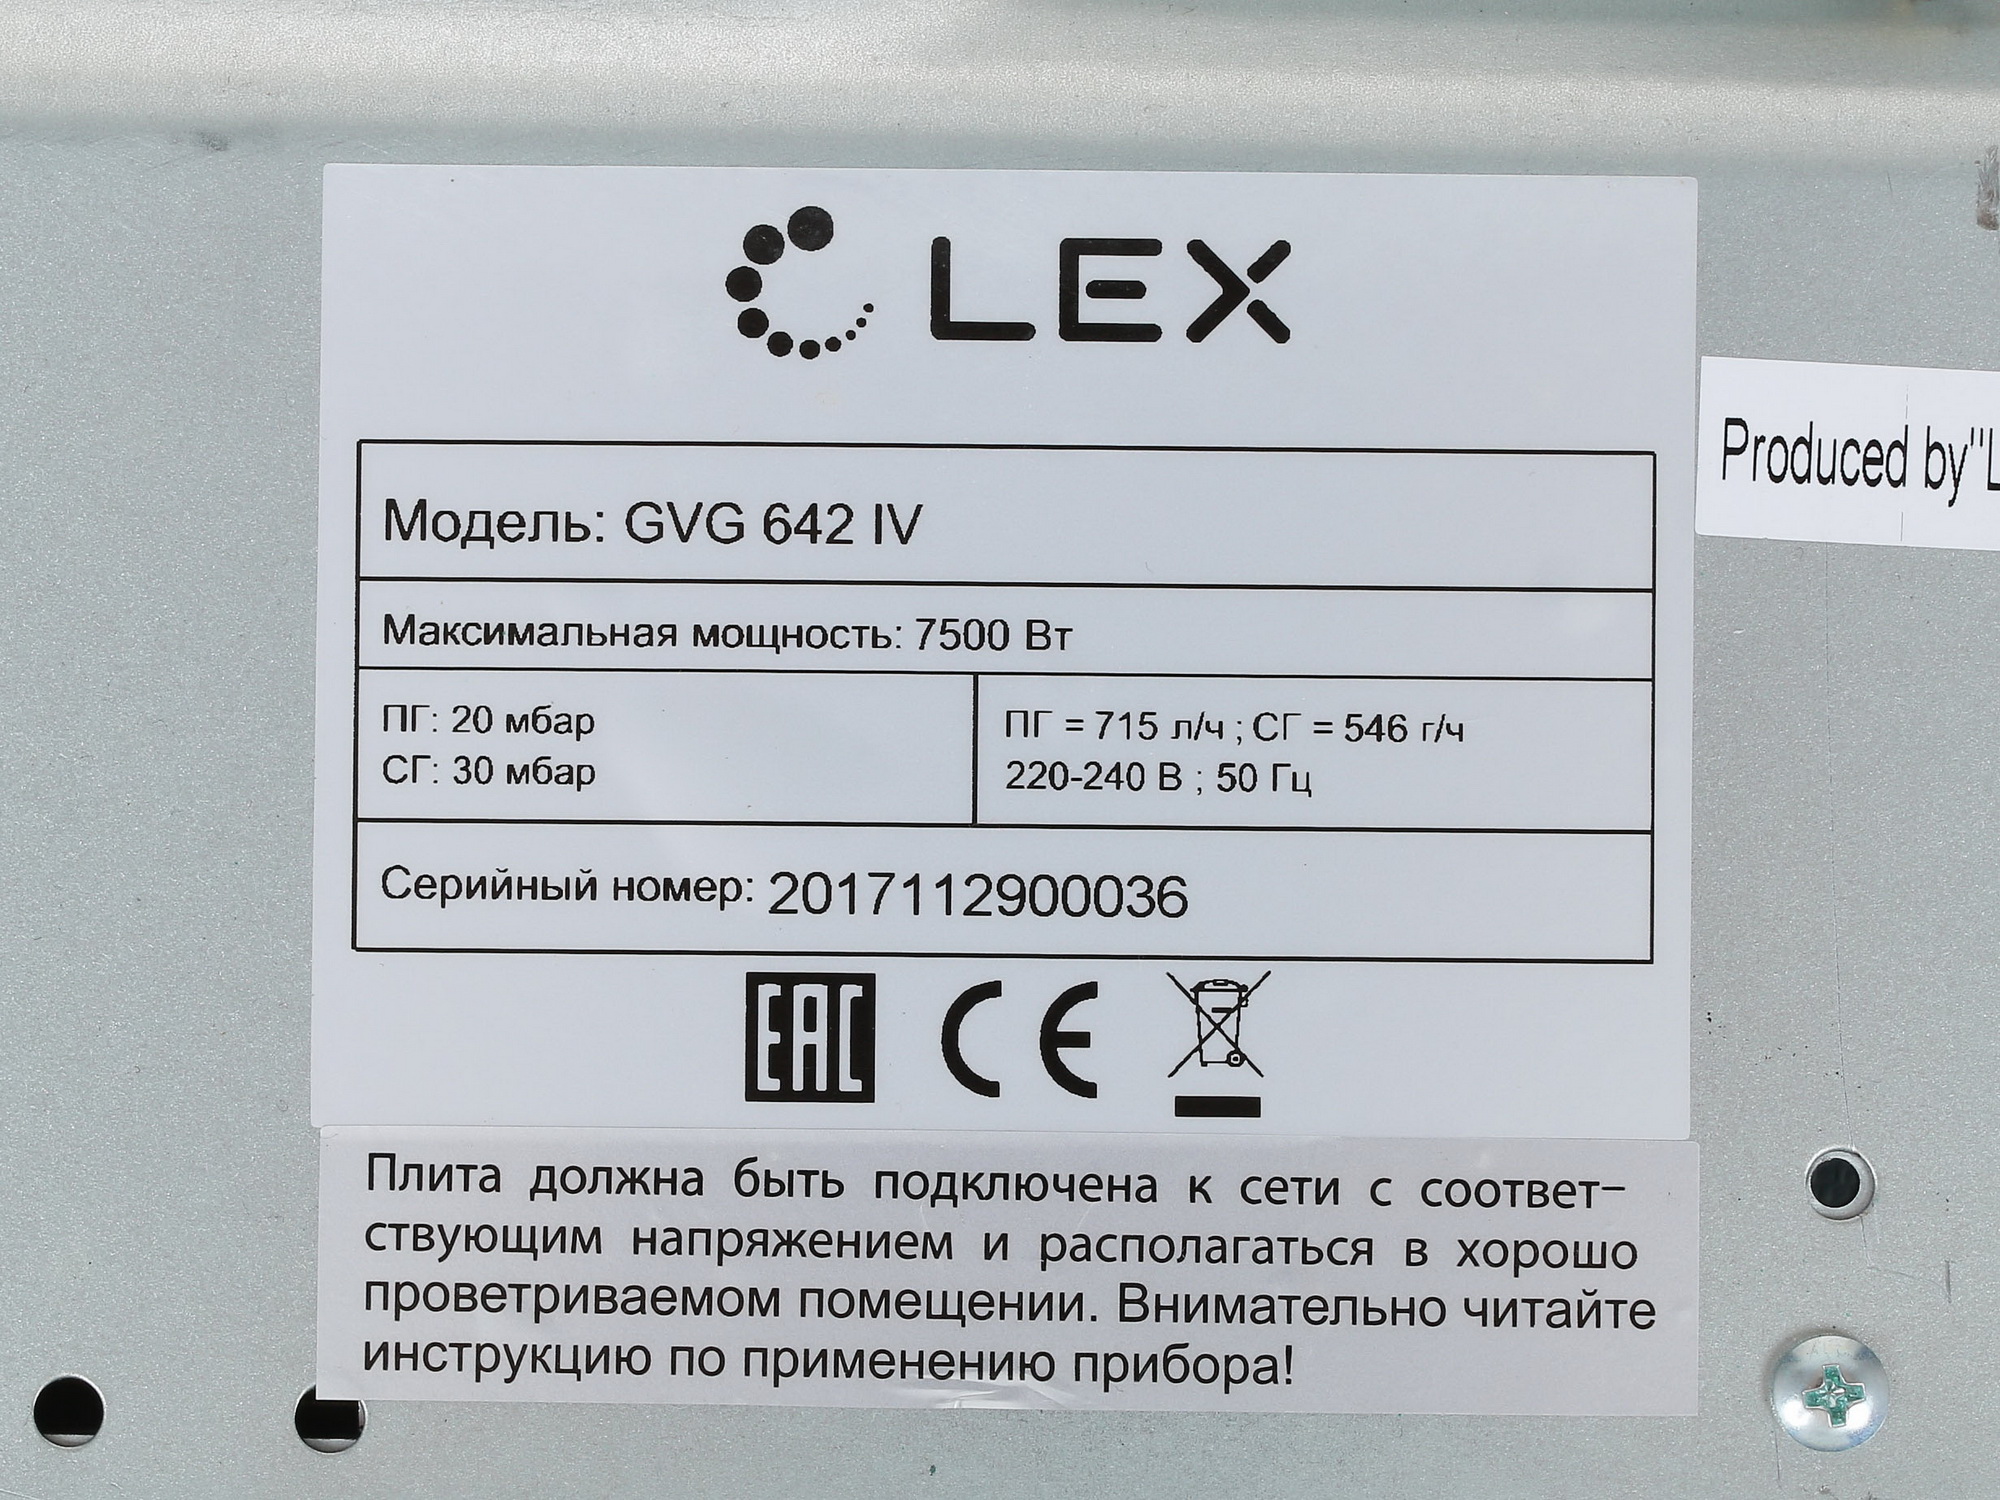 LEX
Produced by"L
Модель: GVG 642 IV
Максимальная мощность: 7500 Вт
ПГ: 20 мбар
СГ: 30 мбар
ПГ = 715 л/ч ; СГ = 546 г/ч
220-240 В ; 50 Гц
Серийный номер: 2017112900036
EAC CE
Плита должна быть подключена к сети с соответ-
ствующим напряжением и располагаться в хорошо
проветриваемом помещении. Внимательно читайте
инструкцию по применению прибора!